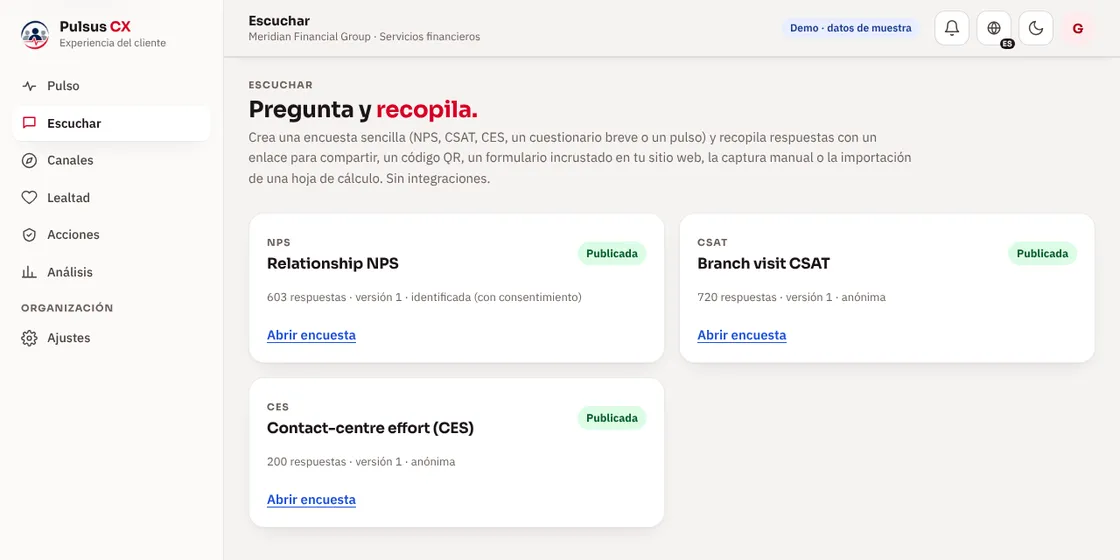 Pulsus CX
Experiencia del cliente
Pulso
Escuchar
Canales
Lealtad
Acciones
Análisis
ORGANIZACIÓN
Ajustes
Escuchar
Meridian Financial Group · Servicios financieros
Demo · datos de muestra
ES
G
ESCUCHAR
Pregunta y recopila.
Crea una encuesta sencilla (NPS, CSAT, CES, un cuestionario breve o un pulso) y recopila respuestas con un
enlace para compartir, un código QR, un formulario incrustado en tu sitio web, la captura manual o la importación
de una hoja de cálculo. Sin integraciones.
NPS
Relationship NPS
Publicada
603 respuestas · versión 1 · identificada (con consentimiento)
Abrir encuesta
CSAT
Branch visit CSAT
Publicada
720 respuestas · versión 1 · anónima
Abrir encuesta
CES
Contact-centre effort (CES)
Publicada
200 respuestas · versión 1 · anónima
Abrir encuesta